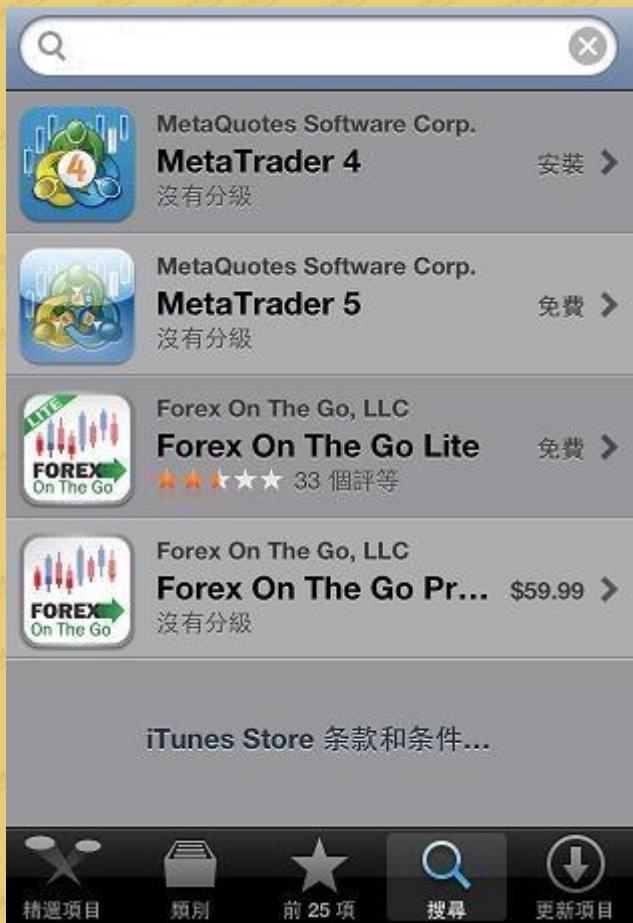 MetaQuotes Software Corp.
4
MetaTrader 4
安裝
沒有分級
MetaQuotes Software Corp.
MetaTrader 5
免費
沒有分級
Forex On The Go, LLC
LITE
FOREX
On The Go
Forex On The Go Lite
免費
33 個評等
Forex On The Go, LLC
FOREX
On The Go
Forex On The Go Pr...
$59.99
沒有分級
iTunes Store 条款和条件...
精選項目
類別
前 25 項
搜尋
更新項目